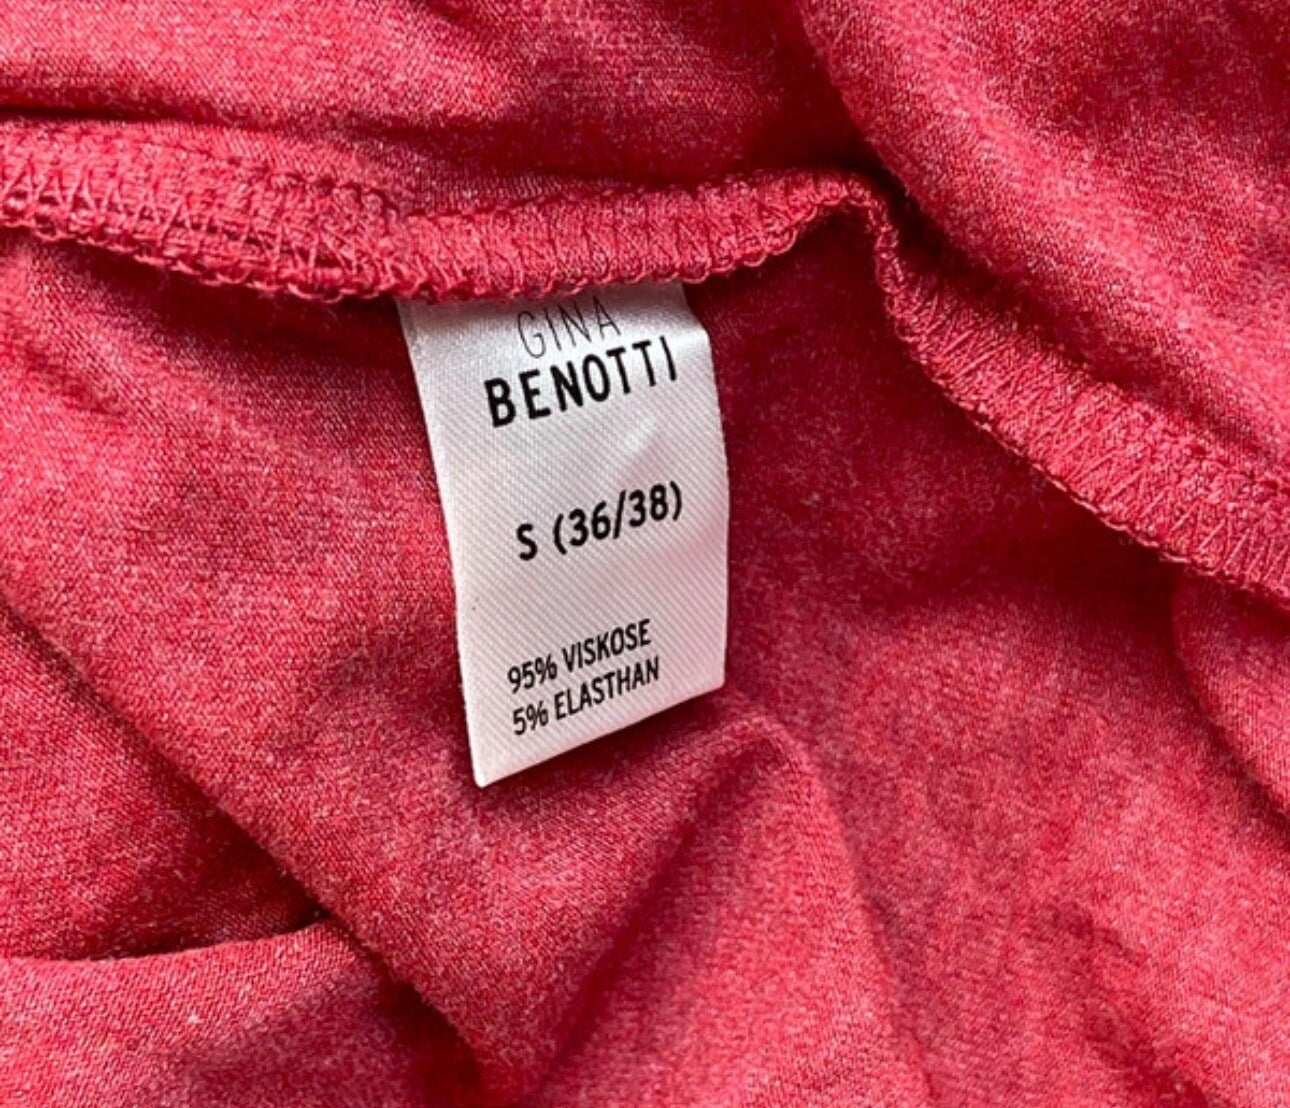 GINA
BENOTTI
S (36/38)
95% VISKOSE
5% ELASTHAN